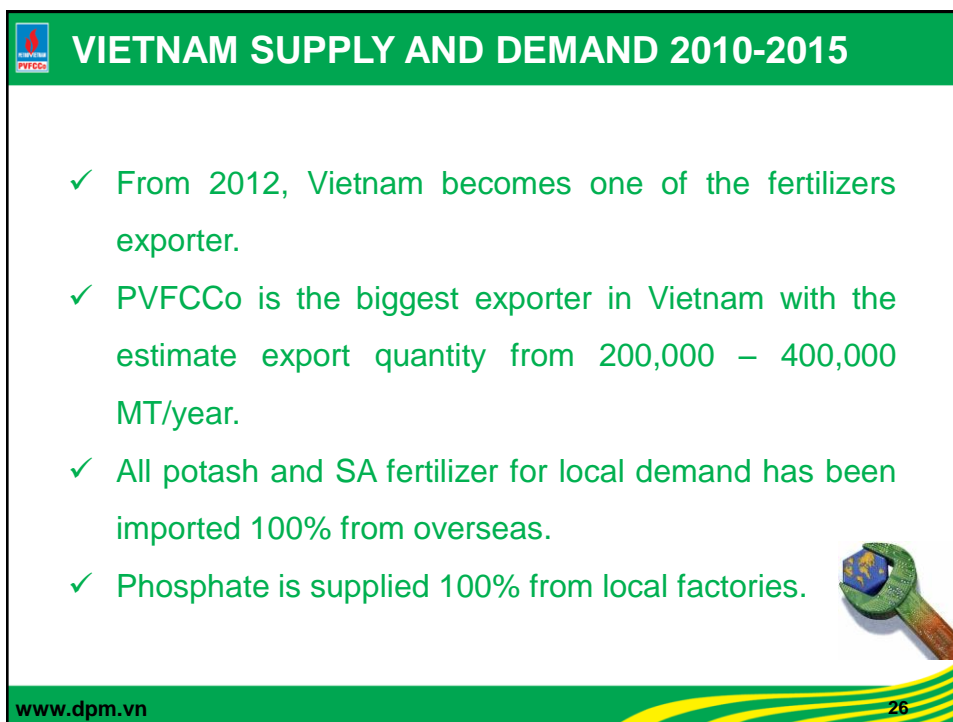 PETROVIETNAM
PVFCCo
VIETNAM SUPPLY AND DEMAND 2010-2015
✓ From 2012, Vietnam becomes one of the fertilizers
exporter.
✓ PVFCCo is the biggest exporter in Vietnam with the
estimate export quantity from 200,000 – 400,000
MT/year.
✓ All potash and SA fertilizer for local demand has been
imported 100% from overseas.
✓ Phosphate is supplied 100% from local factories.
www.dpm.vn
26